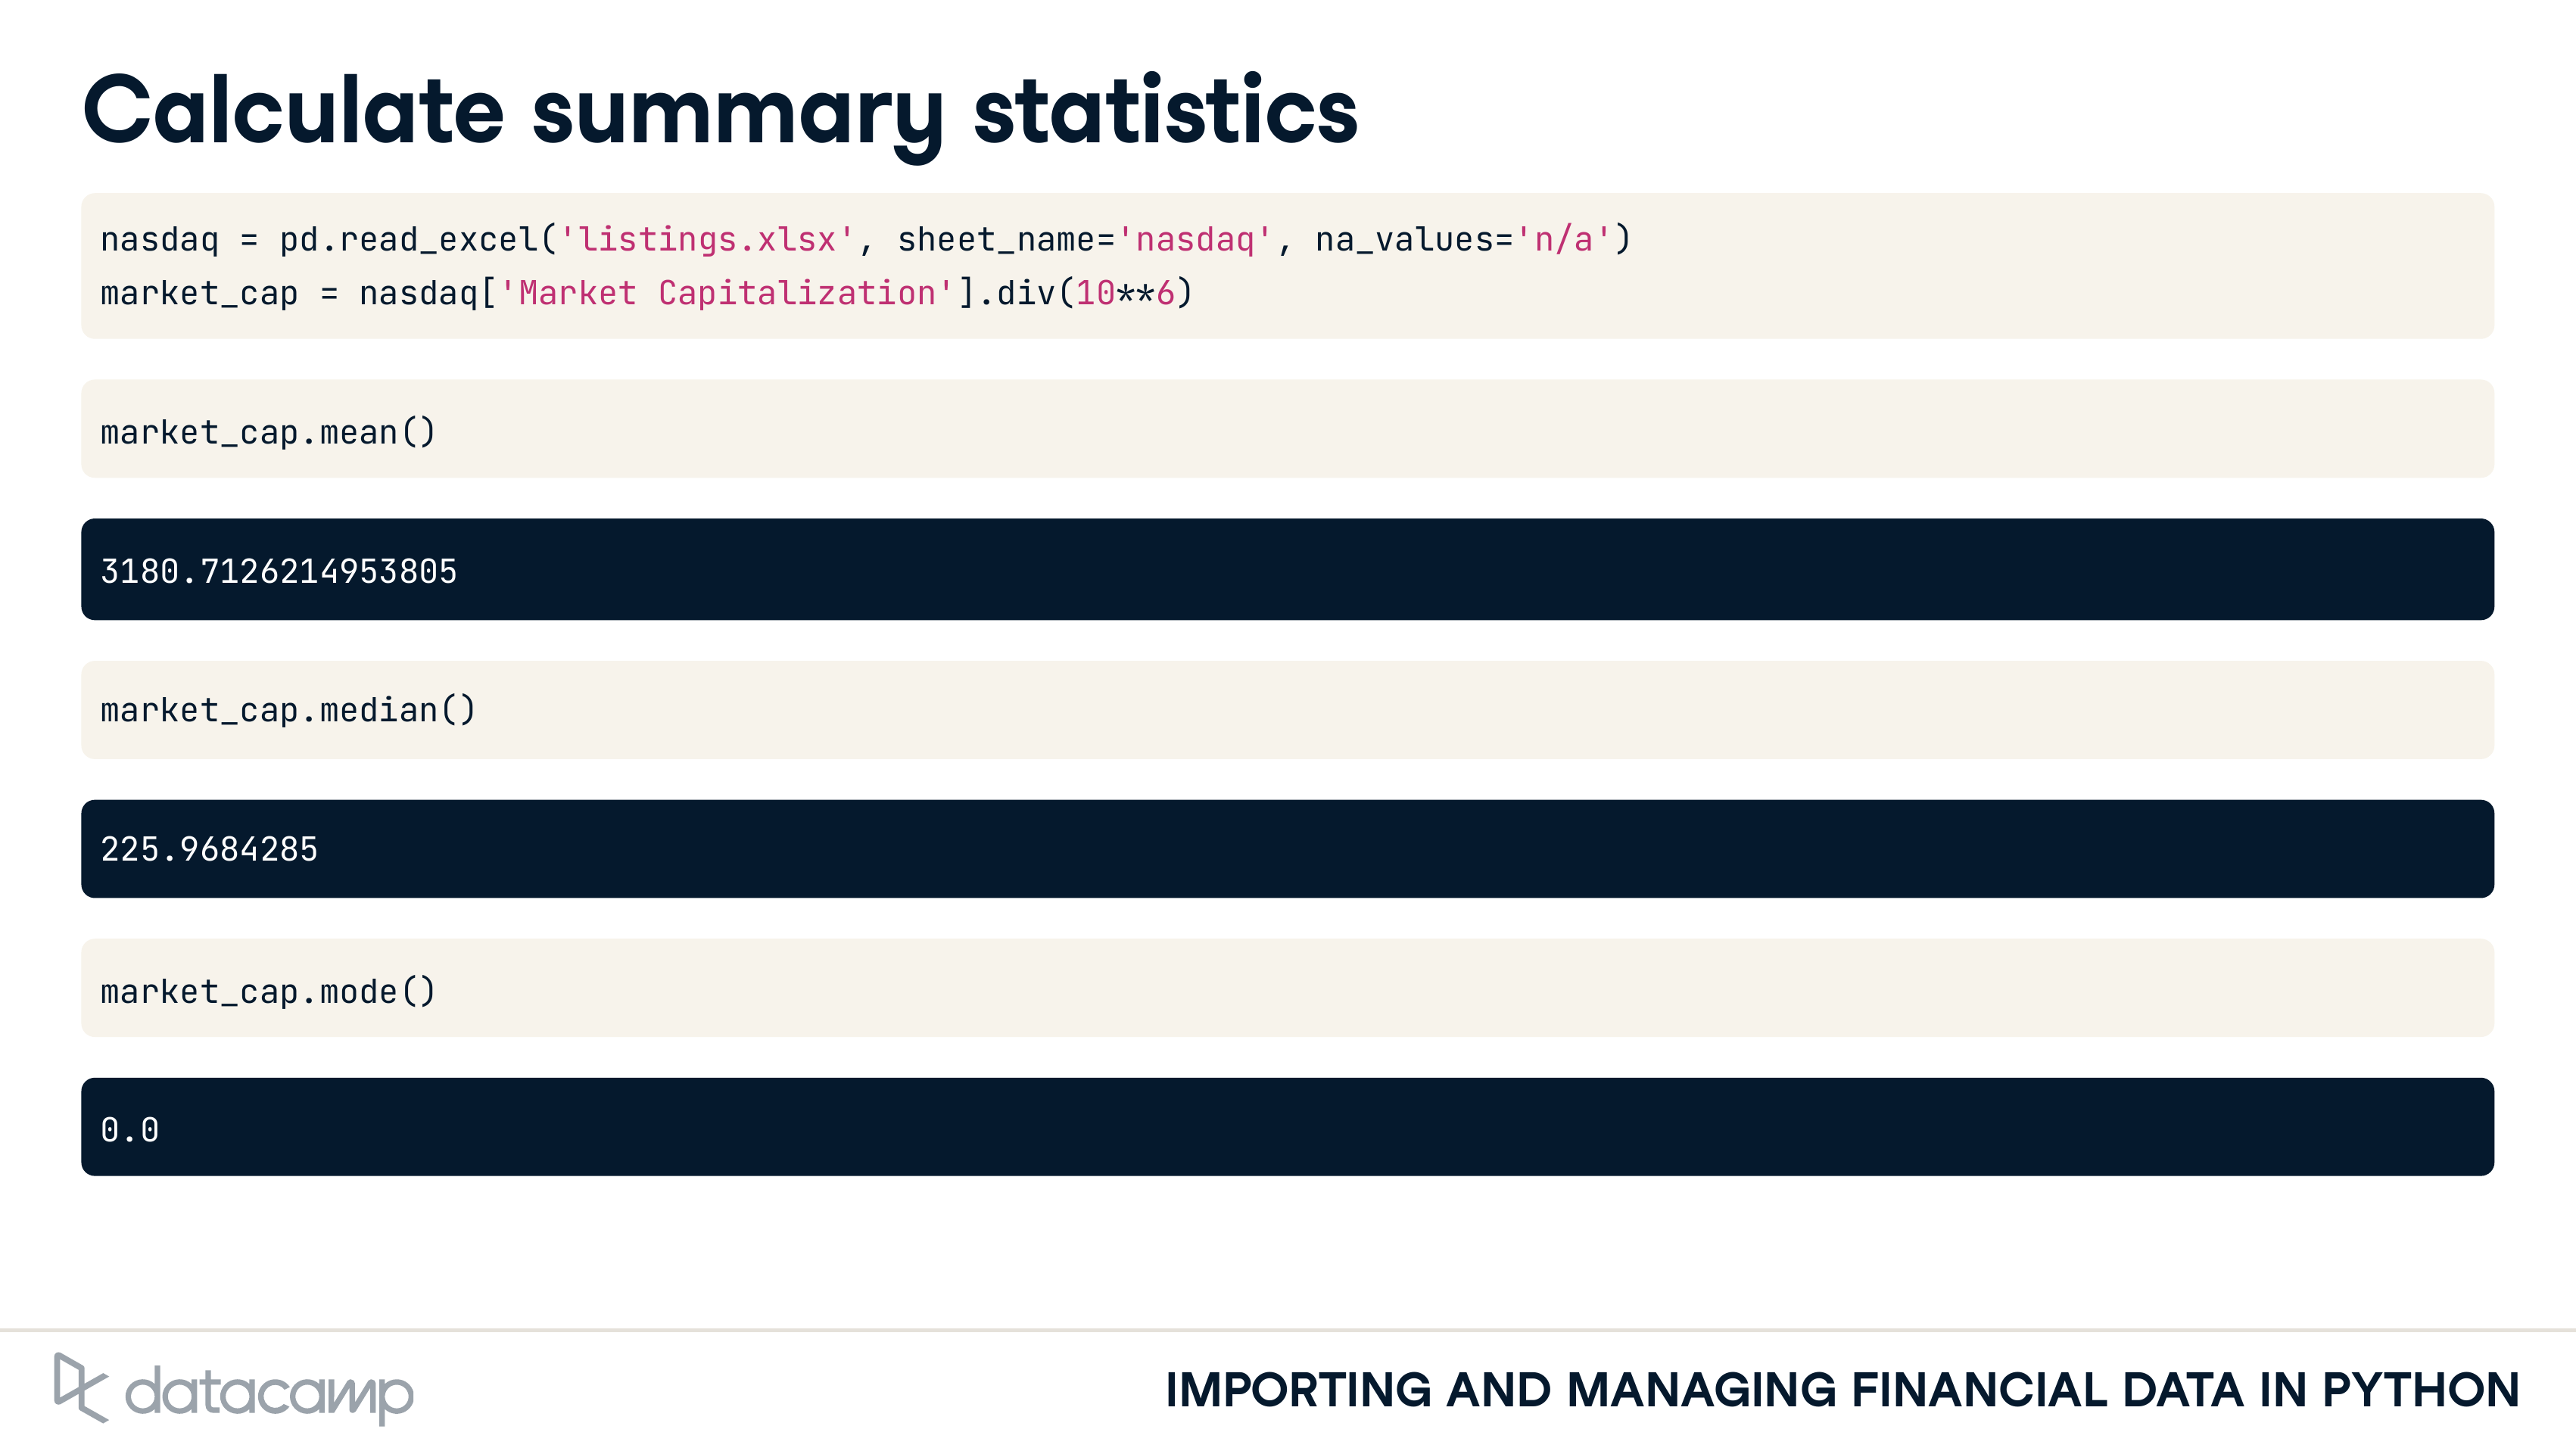 Calculate summary statistics
nasdaq = pd.read_excel('listings.xlsx', sheet_name='nasdaq', na_values='n/a')
market_cap = nasdaq['Market Capitalization'].div(10**6)
market_cap.mean()
3180.7126214953805
market_cap.median()
225.9684285
market_cap.mode()
0.0
datacamp
IMPORTING AND MANAGING FINANCIAL DATA IN PYTHON